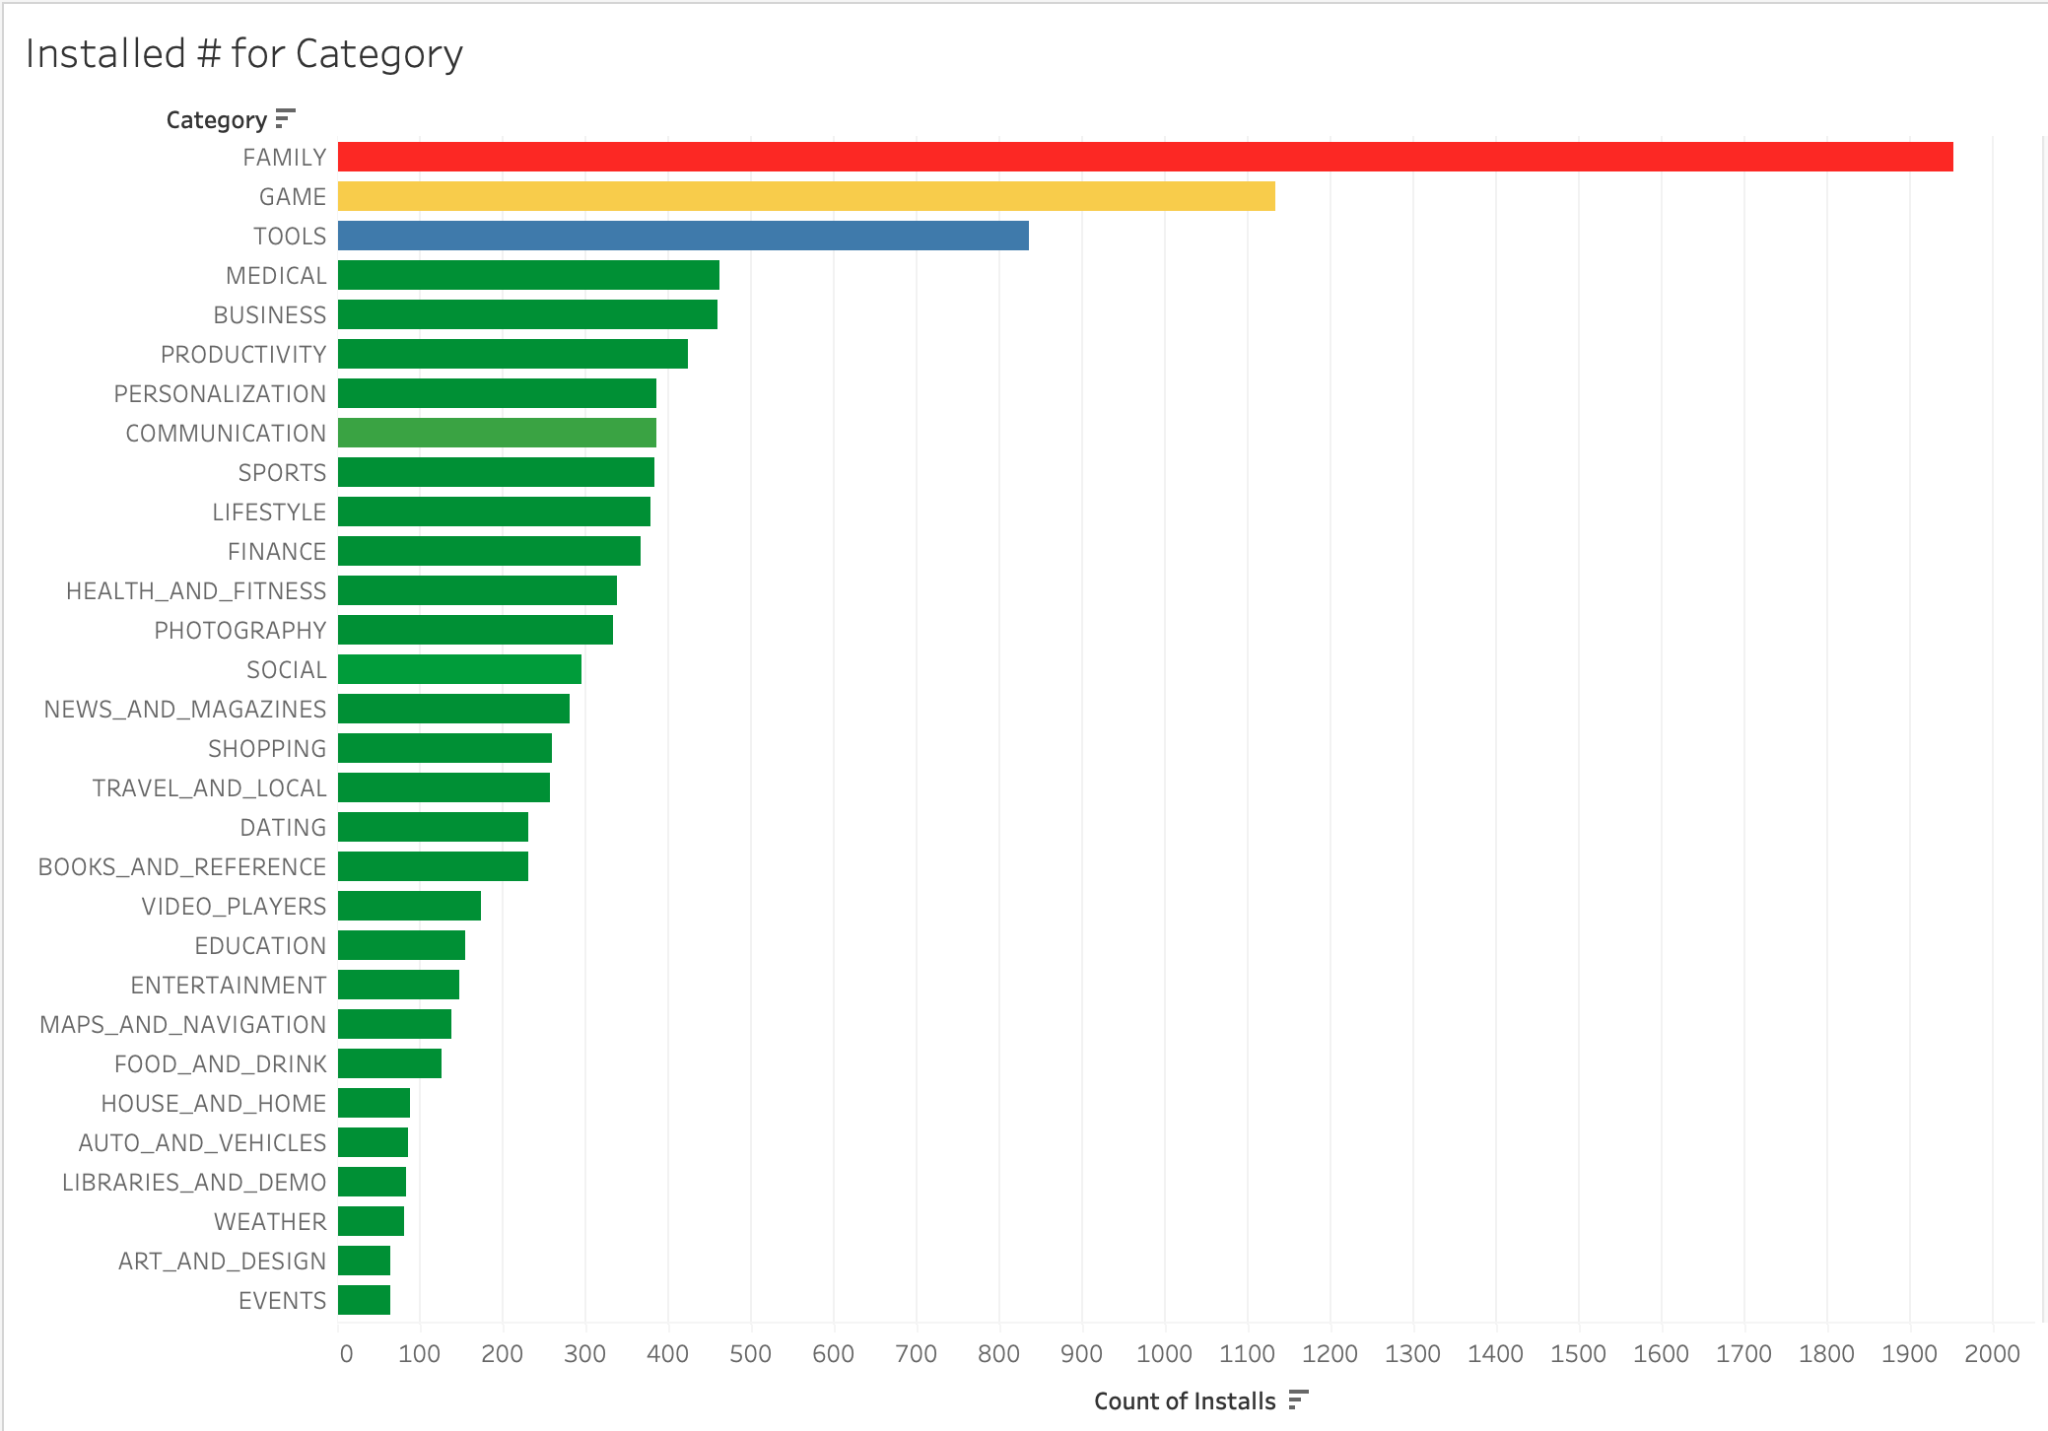 Installed # for Category
Category
FAMILY
GAME
TOOLS
MEDICAL
BUSINESS
PRODUCTIVITY
PERSONALIZATION
COMMUNICATION
SPORTS
LIFESTYLE
FINANCE
HEALTH_AND_FITNESS
PHOTOGRAPHY
SOCIAL
NEWS_AND_MAGAZINES
SHOPPING
TRAVEL_AND_LOCAL
DATING
BOOKS_AND_REFERENCE
VIDEO_PLAYERS
EDUCATION
ENTERTAINMENT
MAPS_AND_NAVIGATION
FOOD_AND_DRINK
HOUSE_AND_HOME
AUTO_AND_VEHICLES
LIBRARIES_AND_DEMO
WEATHER
ART_AND_DESIGN
EVENTS
0 100 200 300 400 500 600 700 800 900 1000 1100 1200 1300 1400 1500 1600 1700 1800 1900 2000
Count of Installs